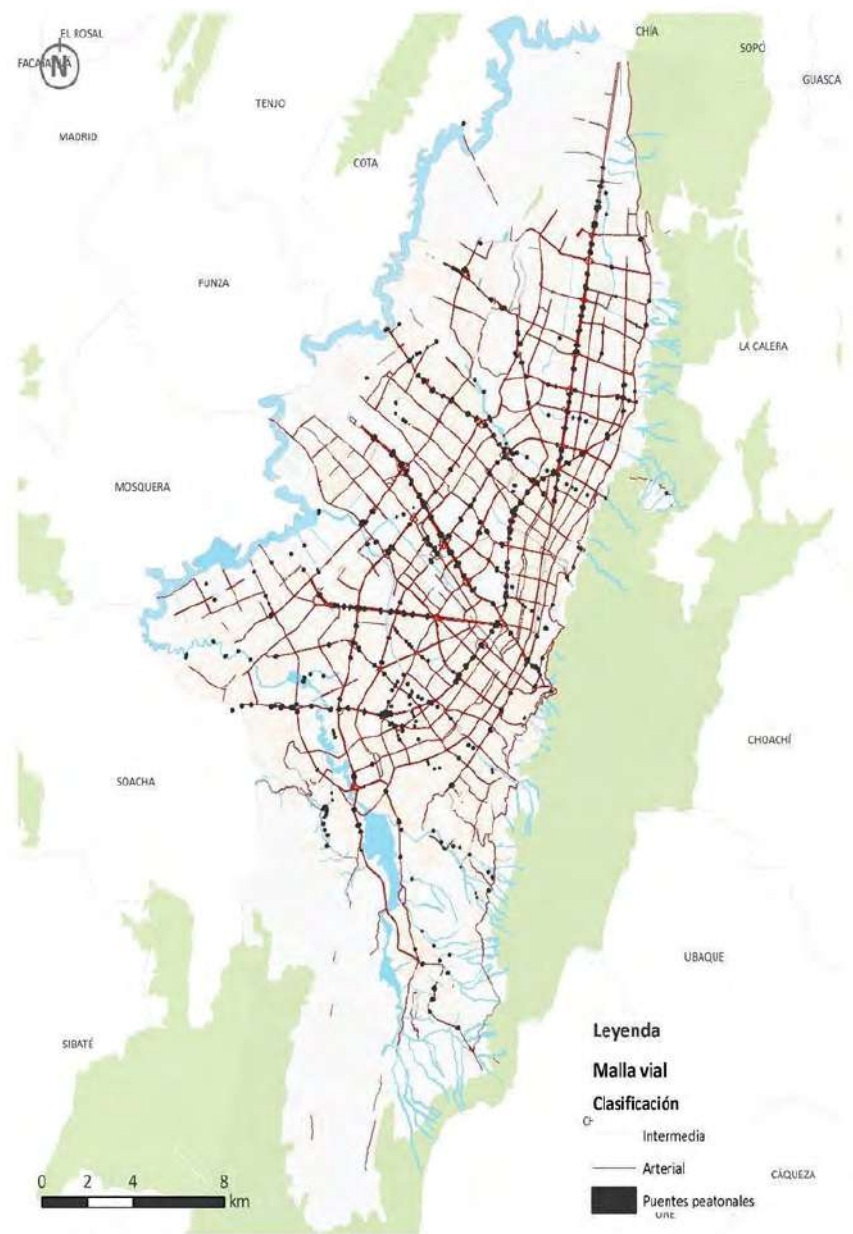 EL ROSAL
CHÍA
SOPÓ
N
GUASCA
TENJO
MADRID
COTA
FUNZA
LA CALERA
MOSQUERA
CHOACHÍ
SOACHA
UBAQUE
SIBATÉ
Leyenda
Malla vial
Clasificación
Intermedia
Arterial
CÁQUEZA
Puentes peatonales
0 2 4 8
km